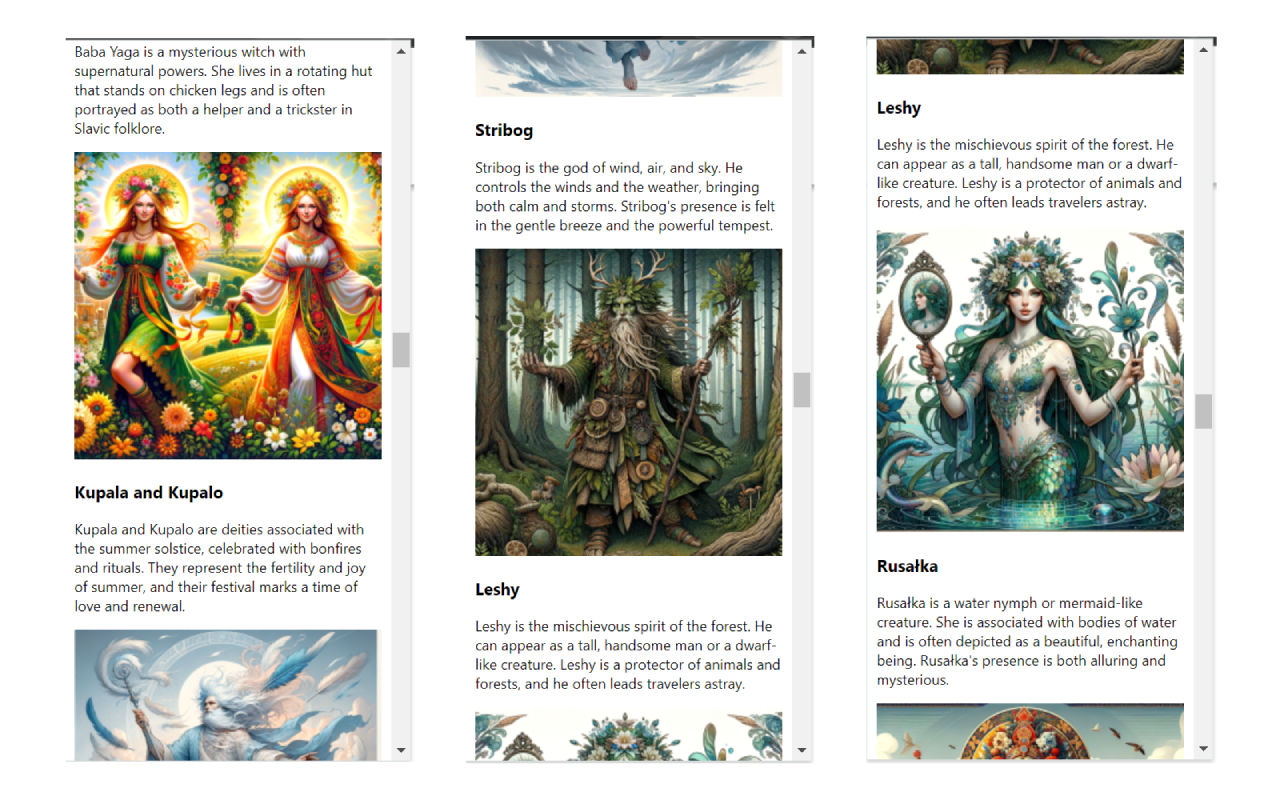 Baba Yaga is a mysterious witch with
supernatural powers. She lives in a rotating hut
that stands on chicken legs and is often
portrayed as both a helper and a trickster in
Slavic folklore.
Kupala and Kupalo
Kupala and Kupalo are deities associated with
the summer solstice, celebrated with bonfires
and rituals. They represent the fertility and joy
of summer, and their festival marks a time of
love and renewal.
Stribog
Stribog is the god of wind, air, and sky. He
controls the winds and the weather, bringing
both calm and storms. Stribog's presence is felt
in the gentle breeze and the powerful tempest.
Leshy
Leshy is the mischievous spirit of the forest. He
can appear as a tall, handsome man or a dwarf-
like creature. Leshy is a protector of animals and
forests, and he often leads travelers astray.
Leshy
Leshy is the mischievous spirit of the forest. He
can appear as a tall, handsome man or a dwarf-
like creature. Leshy is a protector of animals and
forests, and he often leads travelers astray.
Rusałka
Rusałka is a water nymph or mermaid-like
creature. She is associated with bodies of water
and is often depicted as a beautiful, enchanting
being. Rusałka's presence is both alluring and
mysterious.